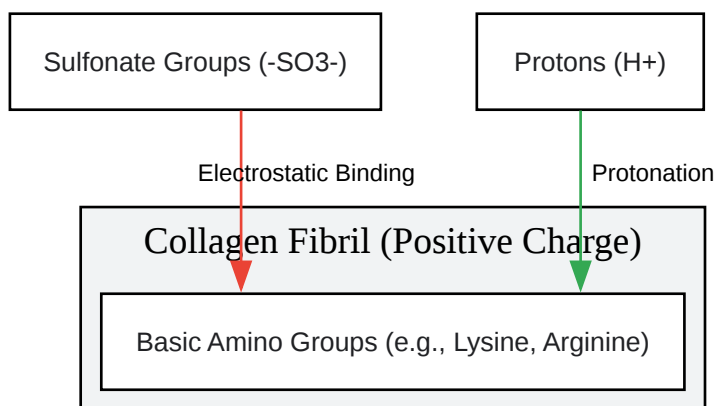 Sulfonate Groups (-SO3-)
Protons (H+)
Electrostatic Binding
Protonation
Collagen Fibril (Positive Charge)
Basic Amino Groups (e.g., Lysine, Arginine)